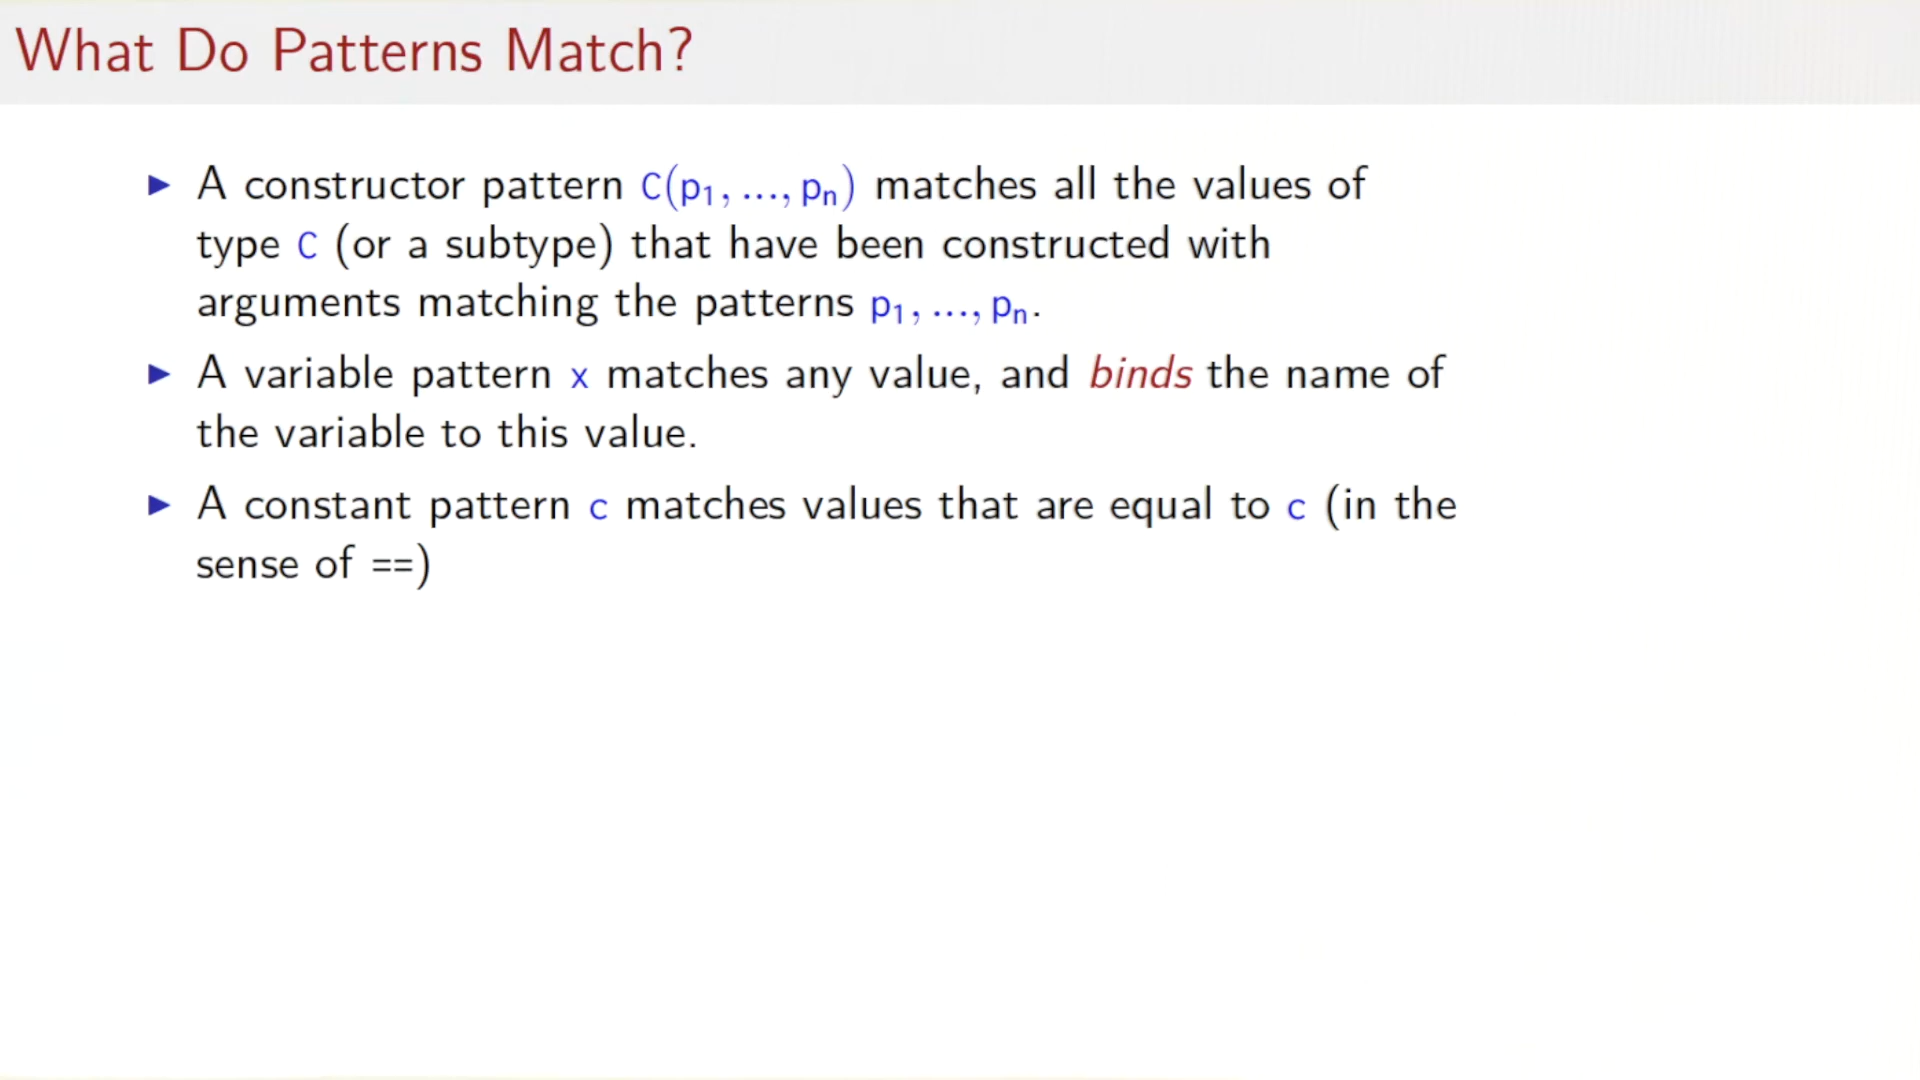 What Do Patterns Match?
▶ A constructor pattern C(p₁, ..., pₙ) matches all the values of
type C (or a subtype) that have been constructed with
arguments matching the patterns p₁, ..., pₙ.
▶ A variable pattern x matches any value, and binds the name of
the variable to this value.
▶ A constant pattern c matches values that are equal to c (in the
sense of ==)